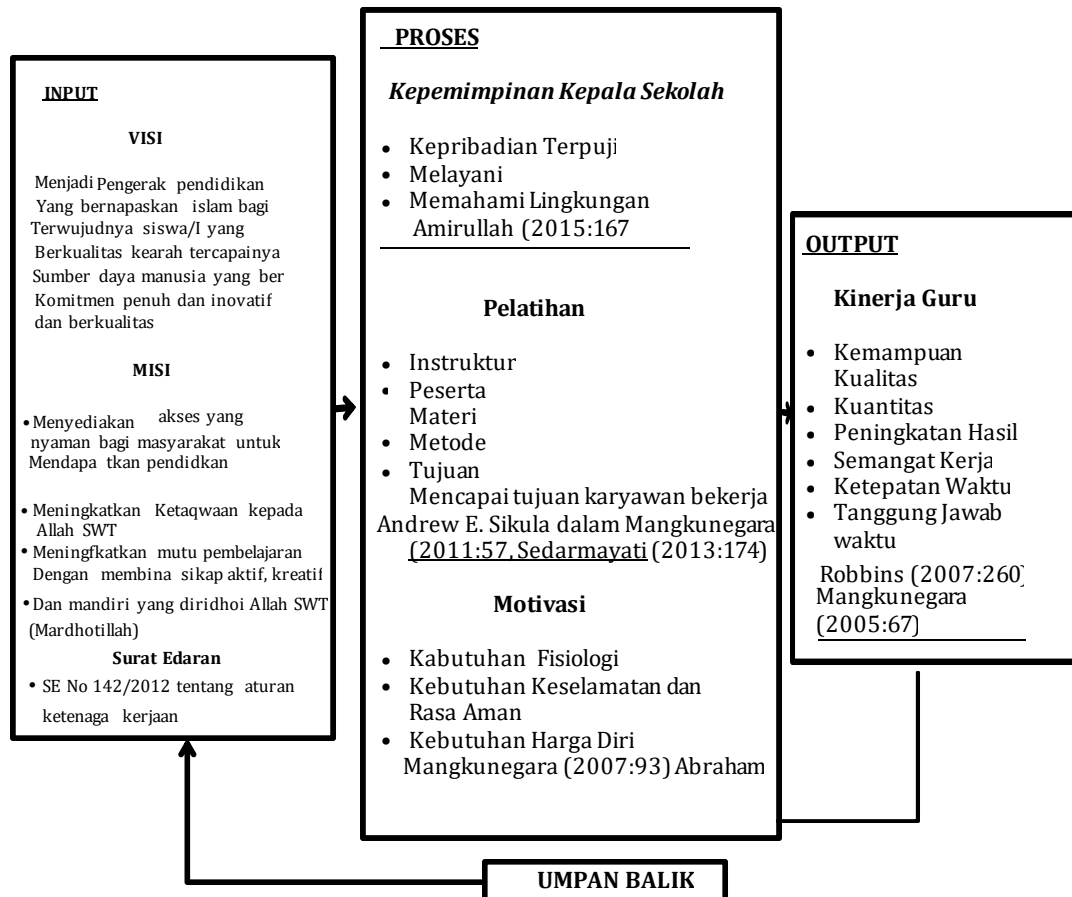 INPUT
VISI
Menjadi Pengerak pendidikan
Yang bernapaskan islam bagi
Terwujudnya siswa/I yang
Berkualitas kearah tercapainya
Sumber daya manusia yang ber
Komitmen penuh dan inovatif
dan berkualitas
MISI
• Menyediakan akses yang
nyaman bagi masyarakat untuk
Mendapa tkan pendidkan
• Meningkatkan Ketaqwaan kepada
Allah SWT
• Meningfkatkan mutu pembelajaran
Dengan membina sikap aktif, kreatif
• Dan mandiri yang diridhoi Allah SWT
(Mardhotillah)
Surat Edaran
• SE No 142/2012 tentang aturan
ketenaga kerjaan
PROSES
Kepemimpinan Kepala Sekolah
• Kepribadian Terpuji
• Melayani
• Memahami Lingkungan
Amirullah (2015:167
Pelatihan
• Instruktur
• Peserta
Materi
• Metode
• Tujuan
Mencapai tujuan karyawan bekerja
Andrew E. Sikula dalam Mangkunegara
(2011:57, Sedarmayati (2013:174)
Motivasi
• Kabutuhan Fisiologi
• Kebutuhan Keselamatan dan
Rasa Aman
• Kebutuhan Harga Diri
Mangkunegara (2007:93) Abraham
OUTPUT
Kinerja Guru
• Kemampuan
Kualitas
• Kuantitas
• Peningkatan Hasil
• Semangat Kerja
• Ketepatan Waktu
• Tanggung Jawab
waktu
Robbins (2007:260)
Mangkunegara
(2005:67)
UMPAN BALIK